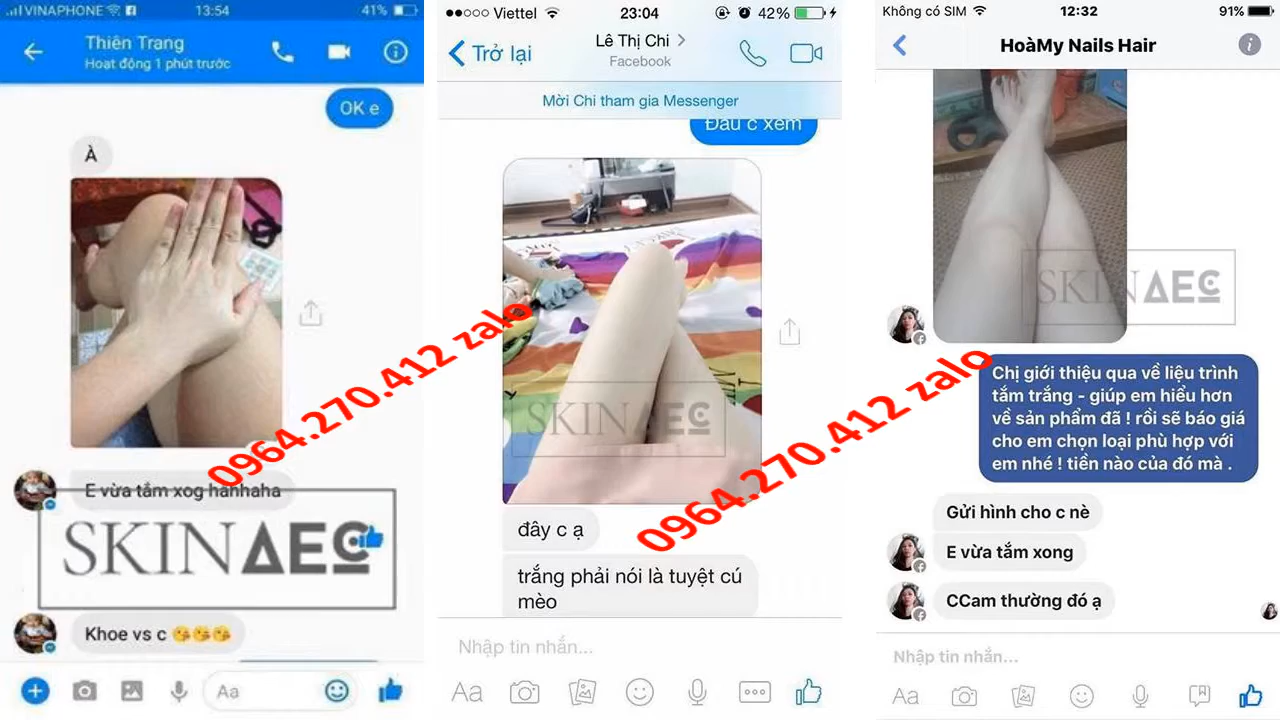 VINAPHONE 13:54 41%
Thiên Trang
Hoạt động 1 phút trước
OK e
À
E vừa tắm xog hahhaha
SKINAEC
Khoe vs c 😘😘😘
Aa
Viettel 23:04 42%
Trở lại
Lê Thị Chi
Facebook
Mời Chi tham gia Messenger
Đâu c xem
SKINAEC
đây c ạ
trắng phải nói là tuyệt cú
mèo
Nhập tin nhắn...
Aa
Không có SIM 12:32 91%
HoàMy Nails Hair
SKINAEC
Chị giới thiệu qua về liệu trình
tắm trắng - giúp em hiểu hơn
về sản phẩm đã ! rồi sẽ báo giá
cho em chọn loại phù hợp với
em nhé ! tiền nào của đó mà .
Gửi hình cho c nè
E vừa tắm xong
CCam thường đó ạ
Nhập tin nhắn...
Aa
0964.270.412 zalo
0964.270.412 zalo